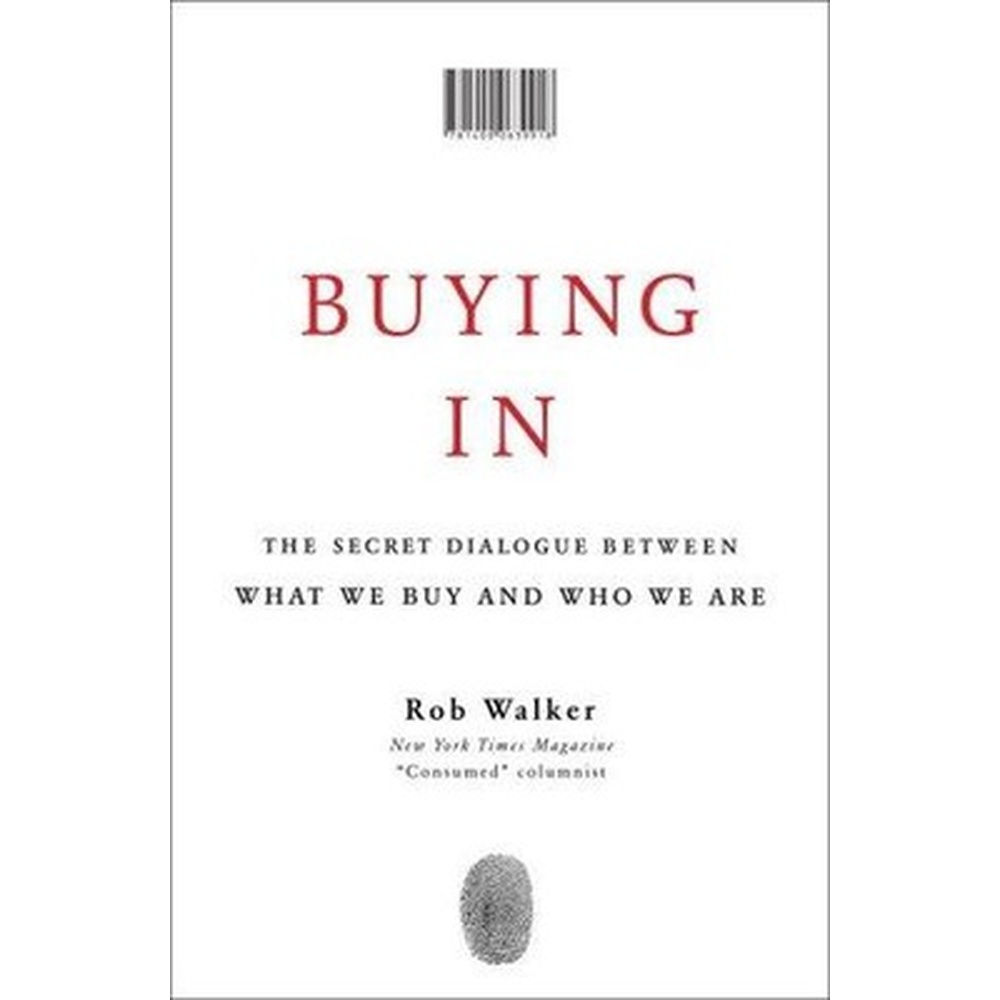 BUYING
IN
THE SECRET DIALOGUE BETWEEN
WHAT WE BUY AND WHO WE ARE
Rob Walker
New York Times Magazine
"Consumed" columnist